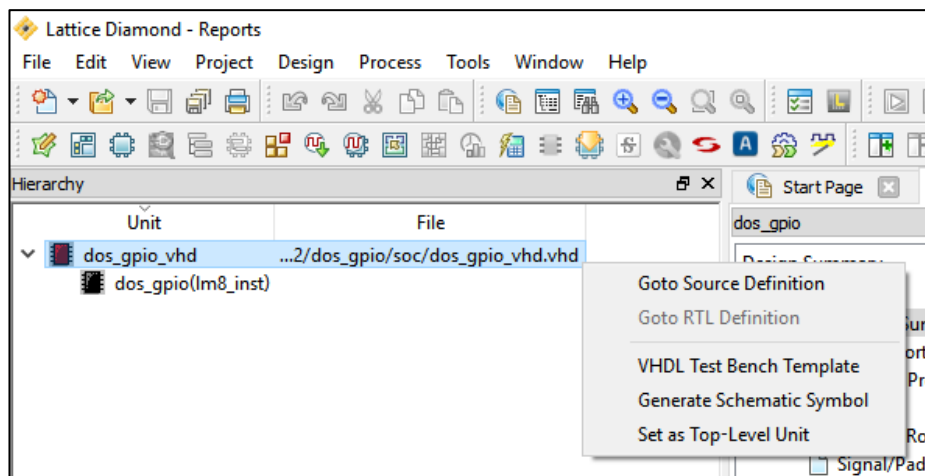 Lattice Diamond - Reports
File Edit View Project Design Process Tools Window Help
Hierarchy
Start Page
Unit File
dos_gpio
dos_gpio_vhd ...2/dos_gpio/soc/dos_gpio_vhd.vhd
Design Summary
dos_gpio(lm8_inst)
Goto Source Definition
Goto RTL Definition
VHDL Test Bench Template
Generate Schematic Symbol
Set as Top-Level Unit
Signal/Pad